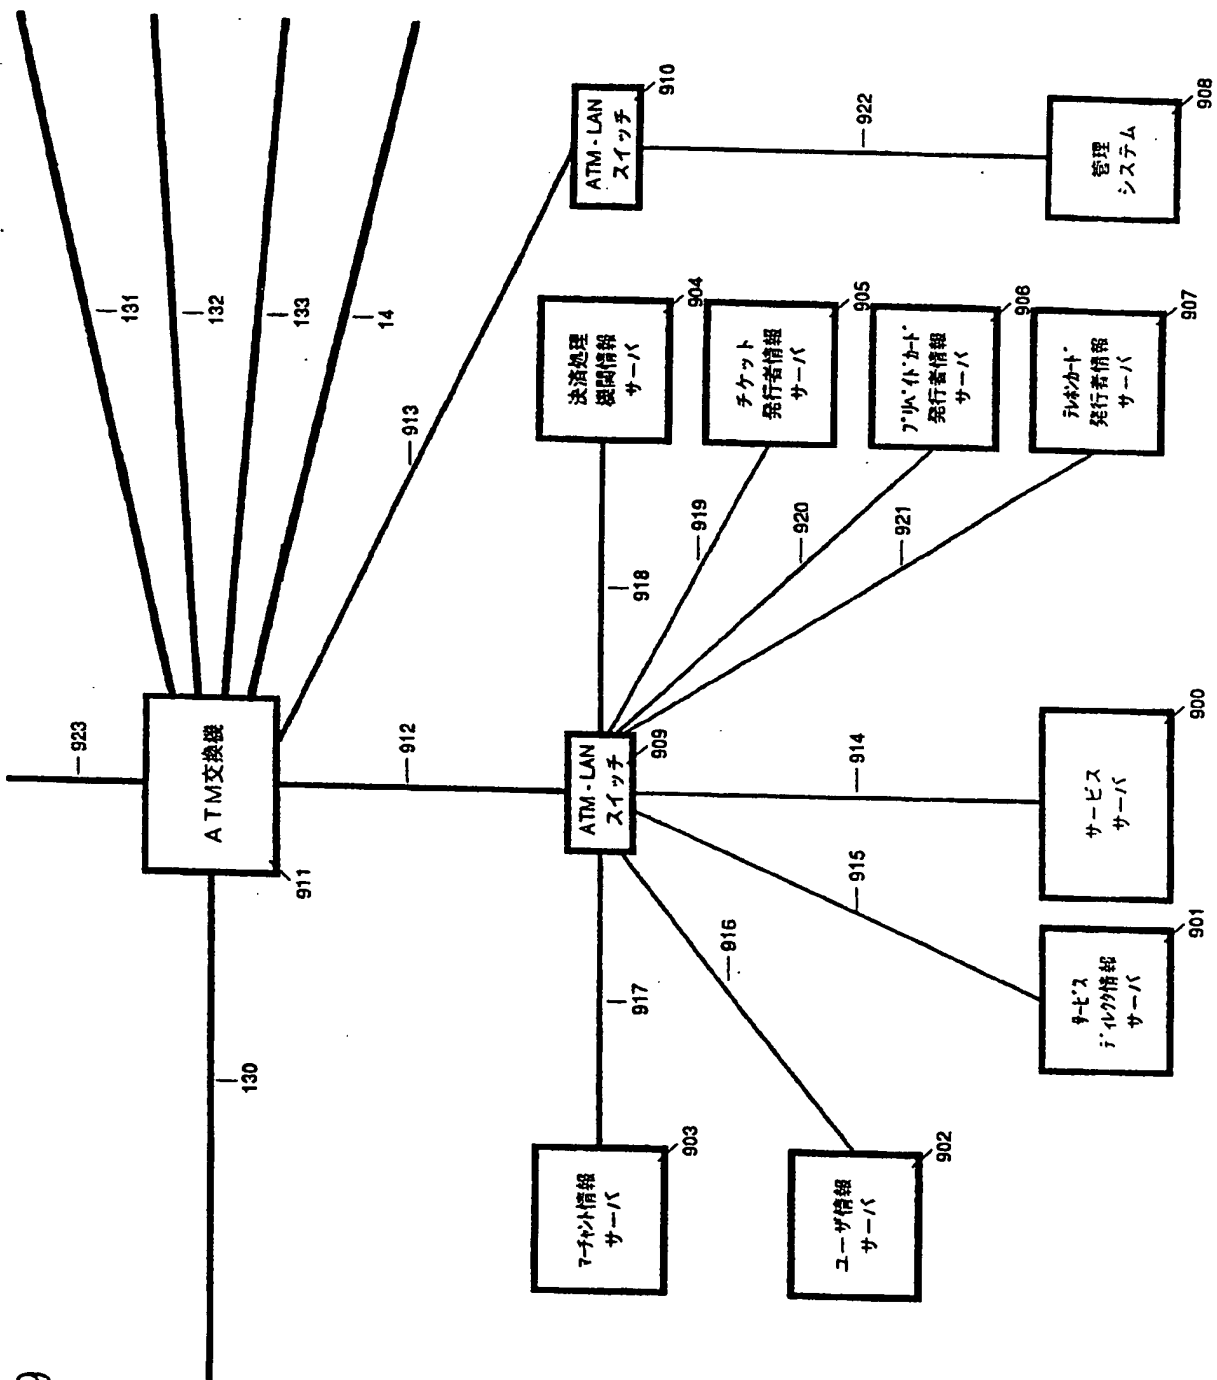 131
132
133
14
923
ATM交換機
911
130
912
913
ATM-LAN
スイッチ
910
922
管理
システム
908
ATM-LAN
スイッチ
909
918
919
920
921
決済処理
機関情報
サーバ
904
チケット
発行者情報
サーバ
905
プリペイドカード
発行者情報
サーバ
906
テレホンカード
発行者情報
サーバ
907
914
915
916
917
サービス
サーバ
900
サービス
ディレクタ情報
サーバ
901
ユーザ情報
サーバ
902
マーチャント情報
サーバ
903
9